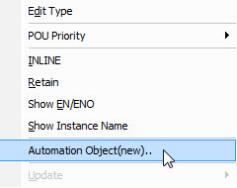 Edit Type
POU Priority
INLINE
Retain
Show EN/ENO
Show Instance Name
Automation Object(new)..
Update